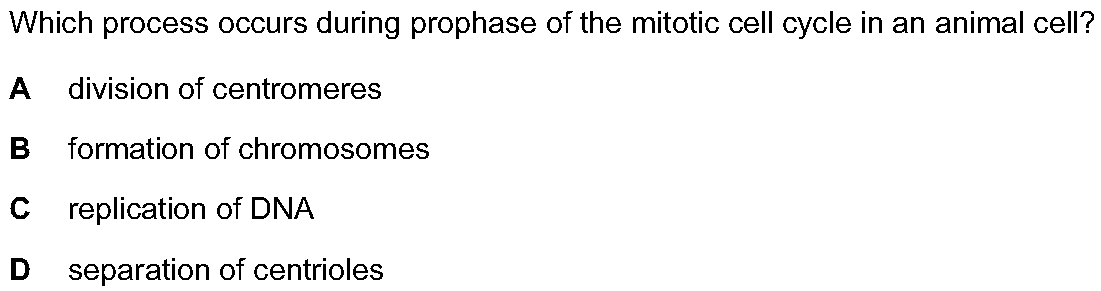 Which process occurs during prophase of the mitotic cell cycle in an animal cell?
A division of centromeres
B formation of chromosomes
C replication of DNA
D separation of centrioles